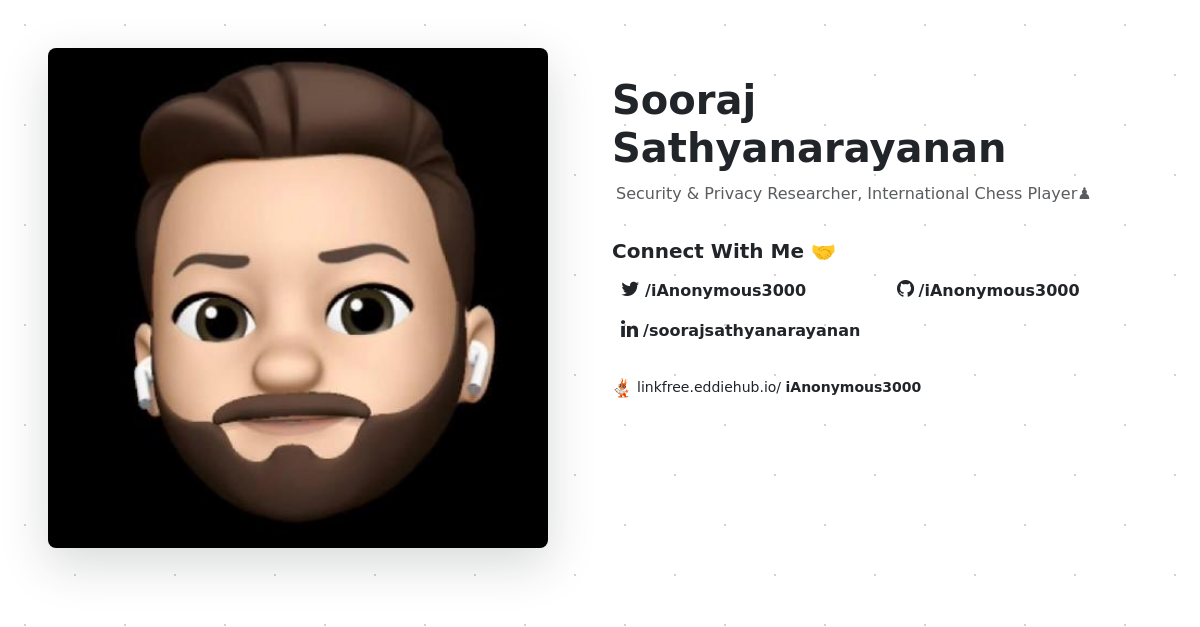 Sooraj
Sathyanarayanan
Security & Privacy Researcher, International Chess Player♟
Connect With Me 🤝
/iAnonymous3000
/iAnonymous3000
/soorajsathyanarayanan
linkfree.eddiehub.io/ iAnonymous3000